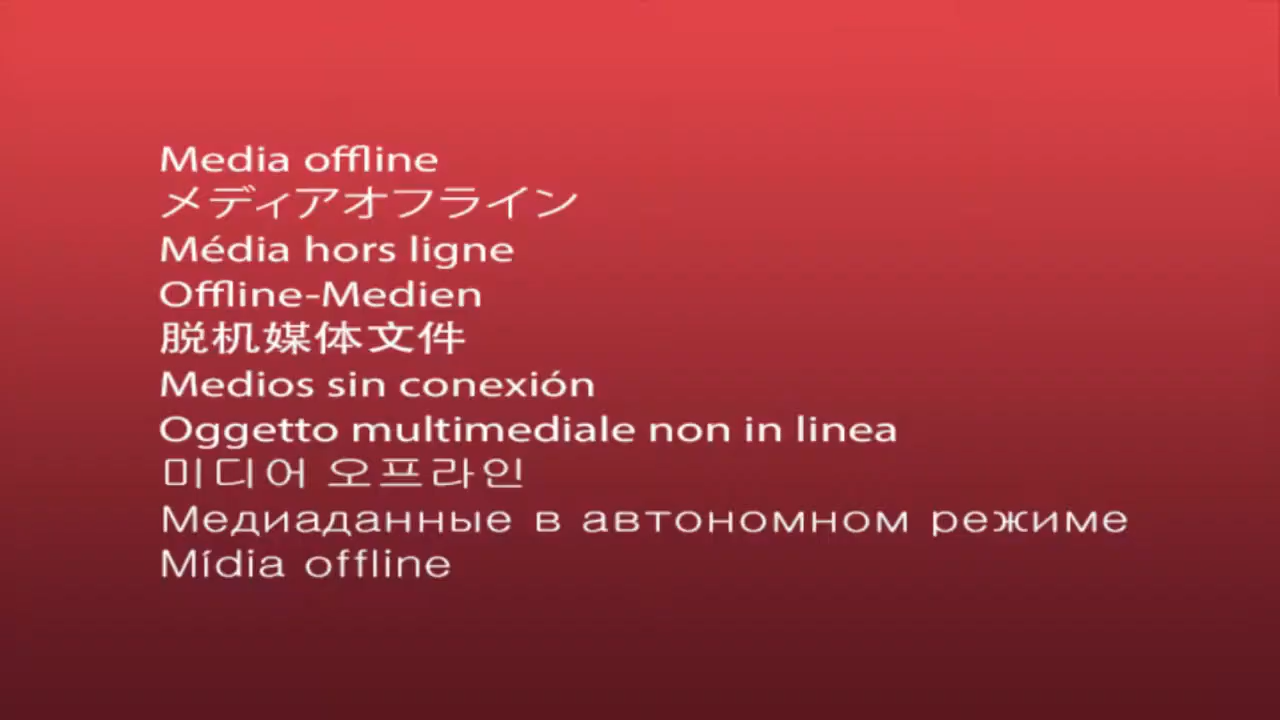 Media offline
メディアオフライン
Média hors ligne
Offline-Medien
脱机媒体文件
Medios sin conexión
Oggetto multimediale non in linea
미디어 오프라인
Медиаданные в автономном режиме
Mídia offline